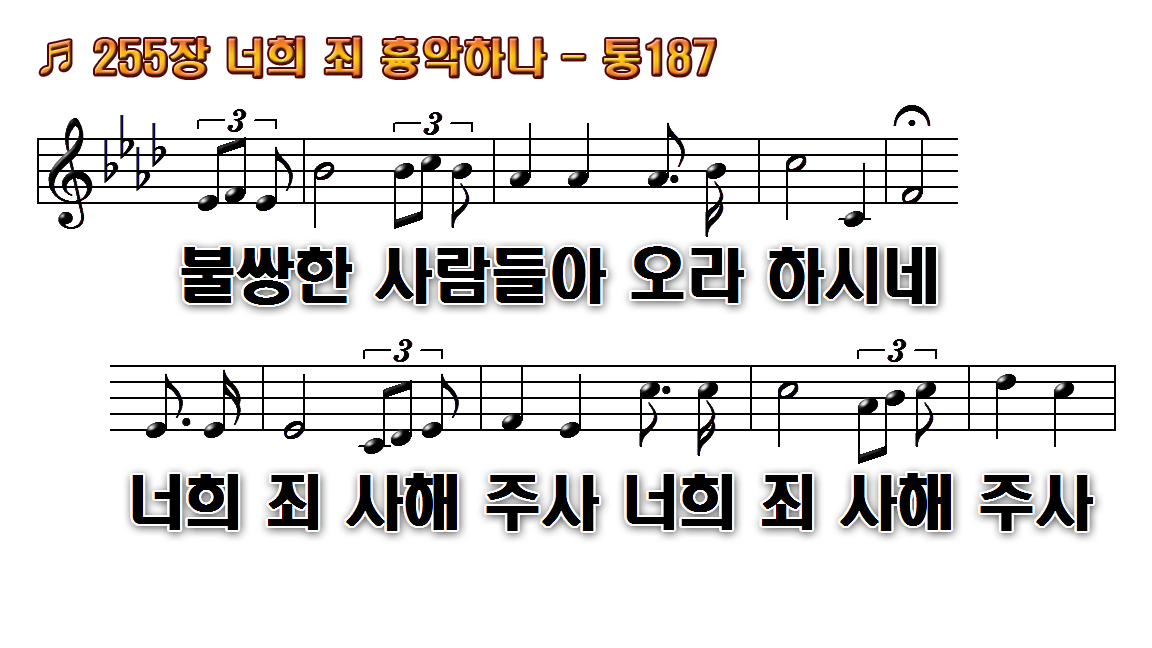 ♬ 255장 너희 죄 흉악하나 - 통187
3 3
불쌍한 사람들아 오라 하시네
3 3
너희 죄 사해 주사 너희 죄 사해 주사